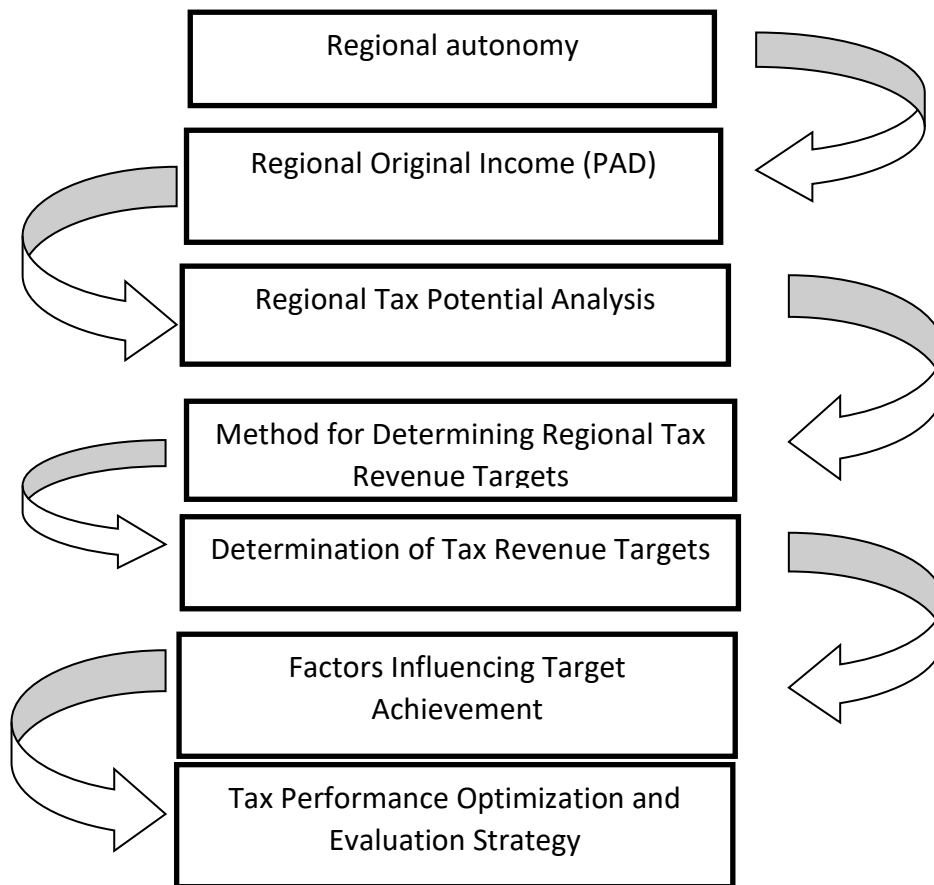 Regional autonomy
Regional Original Income (PAD)
Regional Tax Potential Analysis
Method for Determining Regional Tax
Revenue Targets
Determination of Tax Revenue Targets
Factors Influencing Target
Achievement
Tax Performance Optimization and
Evaluation Strategy